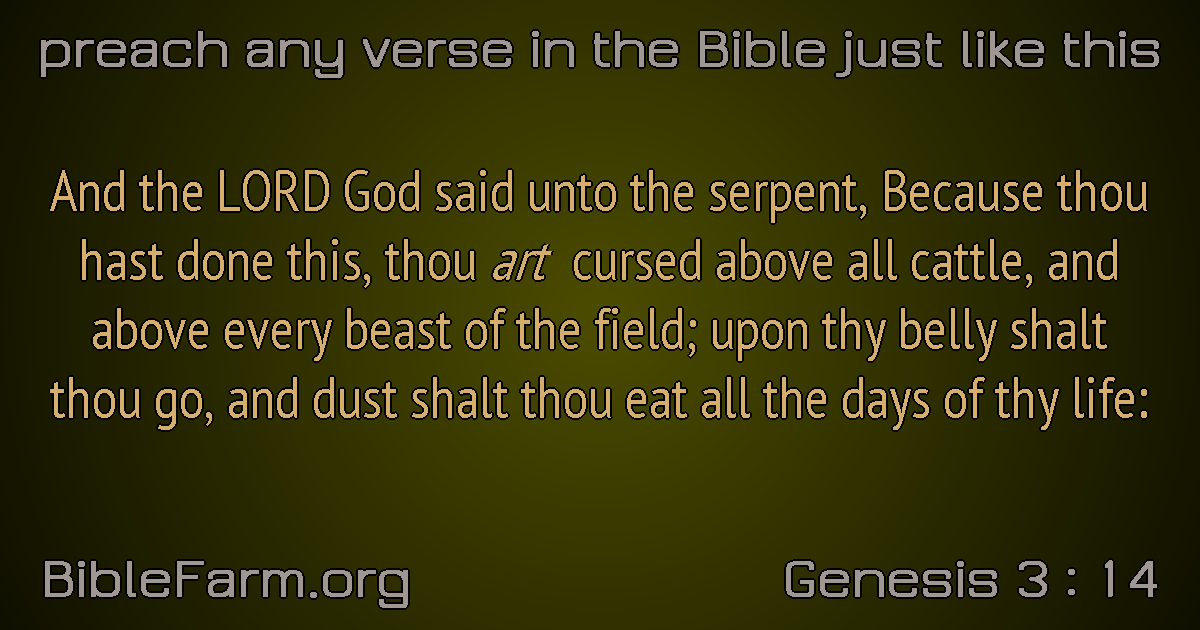 preach any verse in the Bible just like this
And the LORD God said unto the serpent, Because thou
hast done this, thou art cursed above all cattle, and
above every beast of the field; upon thy belly shalt
thou go, and dust shalt thou eat all the days of thy life:
BibleFarm.org
Genesis 3 : 14